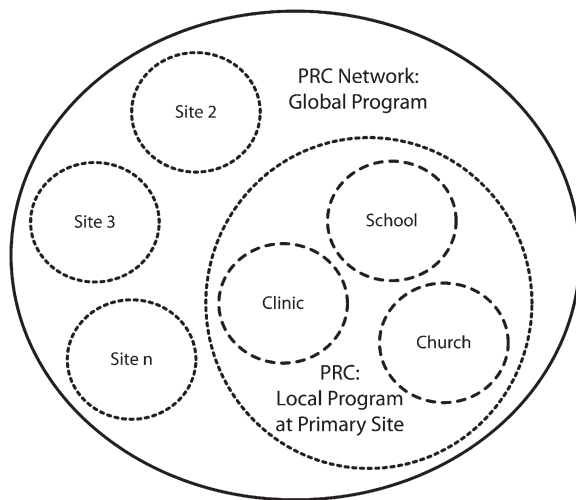 PRC Network:
Global Program
Site 2
Site 3
School
Clinic
Church
Site n
PRC:
Local Program
at Primary Site